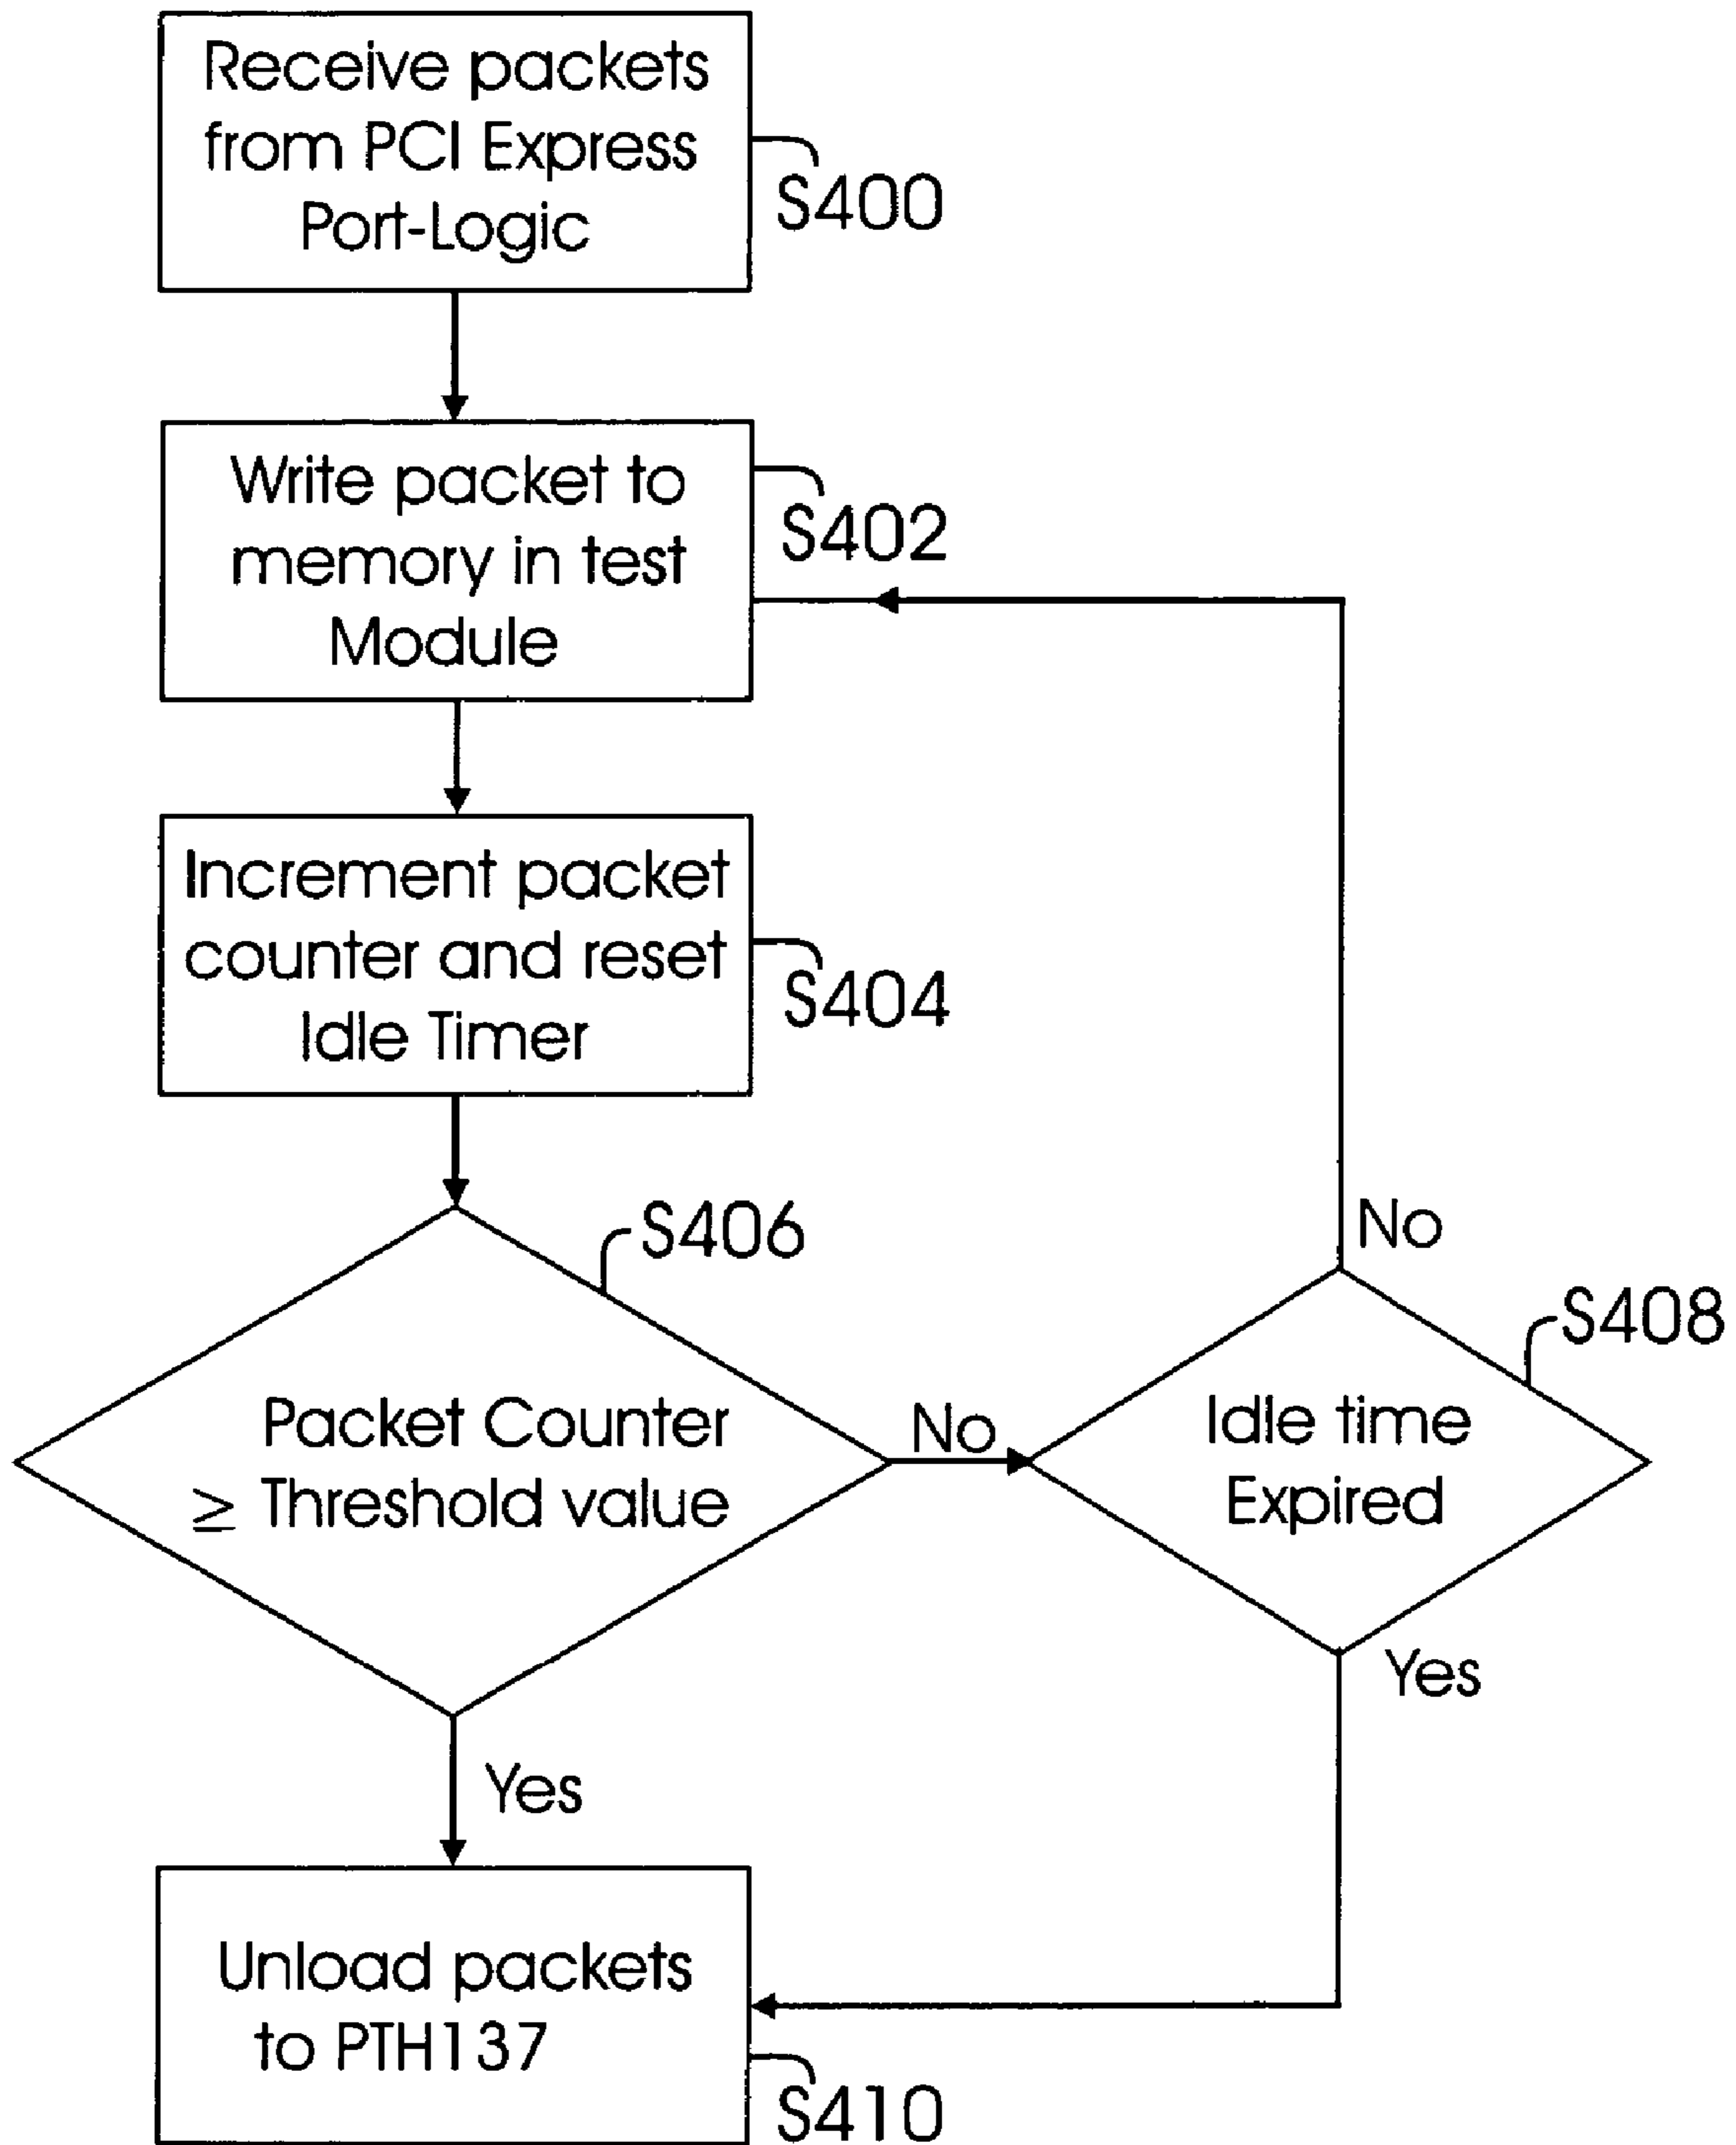 Receive packets
from PCI Express
Port-Logic
S400
Write packet to
memory in test
Module
S402
Increment packet
counter and reset
Idle Timer
S404
S406
Packet Counter
≥ Threshold value
No
Yes
S408
Idle time
Expired
No
Yes
Unload packets
to PTH137
S410